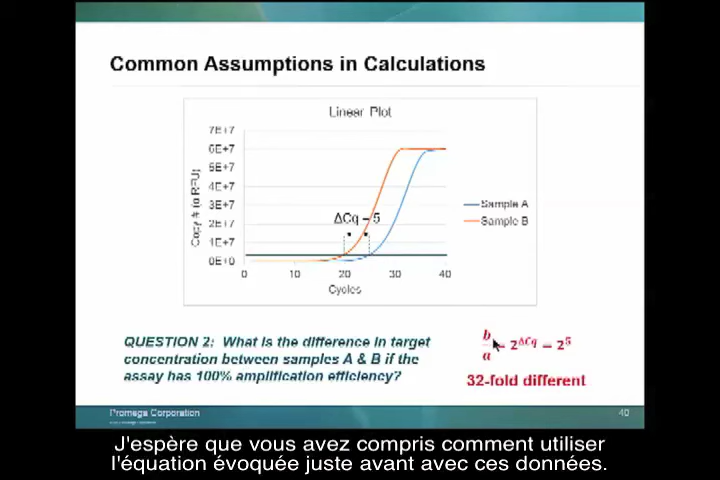 Common Assumptions in Calculations
Linear Plot
7E+7
6E+7
5E+7
4E+7
3E+7
2E+7
1E+7
0E+0
Copy # (α RFU)
ΔCq = 5
Sample A
Sample B
0 10 20 30 40
Cycles
QUESTION 2: What is the difference in target
concentration between samples A & B if the
assay has 100% amplification efficiency?
b/a = 2^ΔCq = 2^5
32-fold different
Promega Corporation
40
J'espère que vous avez compris comment utiliser
l'équation évoquée juste avant avec ces données.